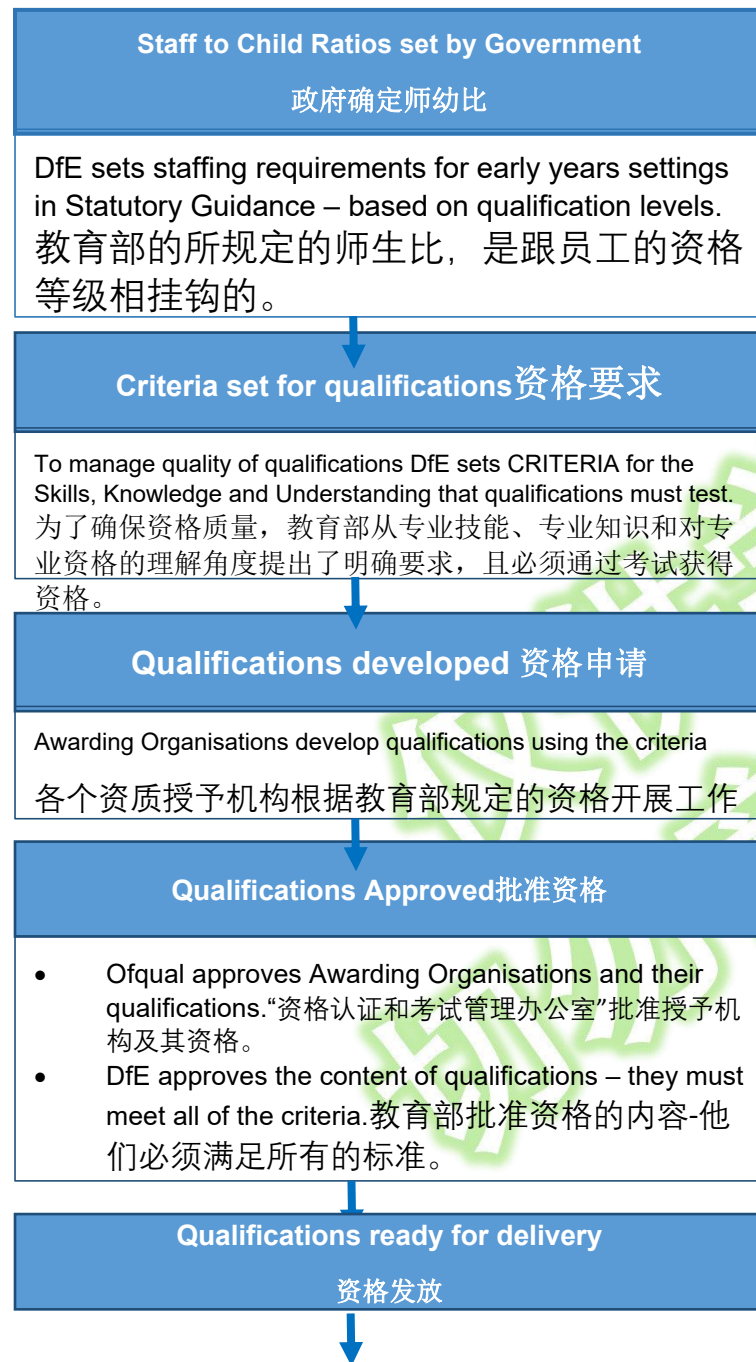 Staff to Child Ratios set by Government
政府确定师幼比
DfE sets staffing requirements for early years settings
in Statutory Guidance – based on qualification levels.
教育部的所规定的师生比，是跟员工的资格
等级相挂钩的。
Criteria set for qualifications资格要求
To manage quality of qualifications DfE sets CRITERIA for the
Skills, Knowledge and Understanding that qualifications must test.
为了确保资格质量，教育部从专业技能、专业知识和对专
业资格的理解角度提出了明确要求，且必须通过考试获得
资格。
Qualifications developed 资格申请
Awarding Organisations develop qualifications using the criteria
各个资质授予机构根据教育部规定的资格开展工作
Qualifications Approved批准资格
• Ofqual approves Awarding Organisations and their
qualifications.“资格认证和考试管理办公室”批准授予机
构及其资格。
• DfE approves the content of qualifications – they must
meet all of the criteria.教育部批准资格的内容-他
们必须满足所有的标准。
Qualifications ready for delivery
资格发放